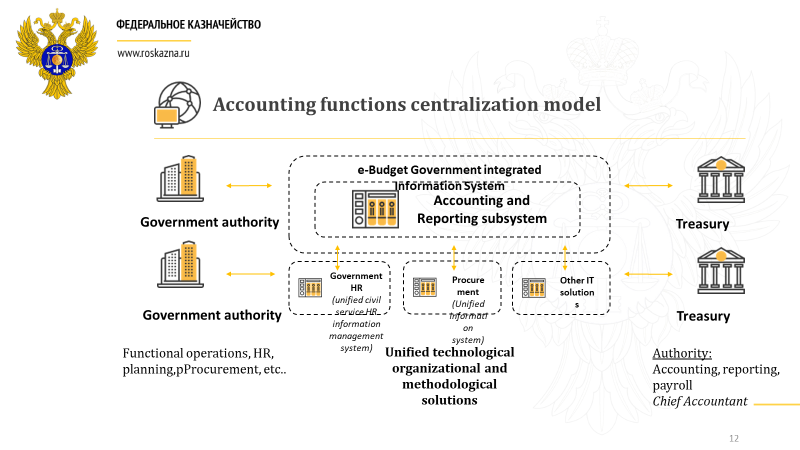 ФЕДЕРАЛЬНОЕ КАЗНАЧЕЙСТВО
www.roskazna.ru
Accounting functions centralization model
e-Budget Government integrated
Information System
Accounting and
Reporting subsystem
Government authority
Treasury
Government
HR
(unified civil
service HR
information
management
system)
Procure
ment
(Unified
informati
on
system)
Other IT
solution
s
Government authority
Treasury
Functional operations, HR,
planning,pProcurement, etc..
Unified technological
organizational and
methodological
solutions
Authority:
Accounting, reporting,
payroll
Chief Accountant
12